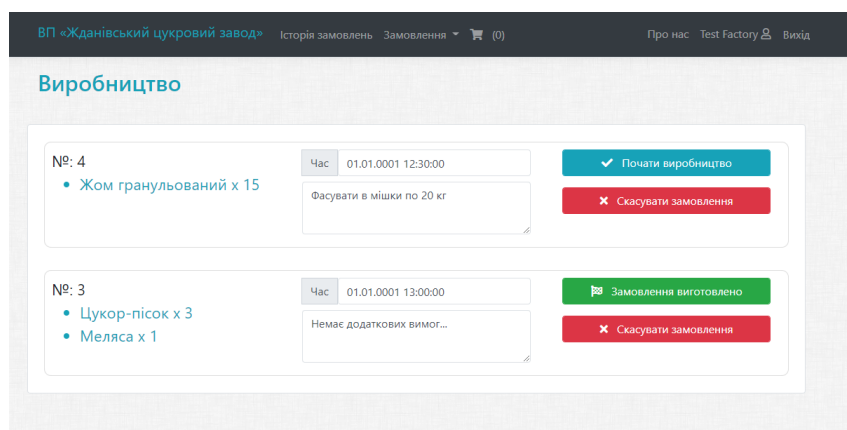 ВП «Жданівський цукровий завод» Історія замовлень Замовлення (0) Про нас Test Factory Вихід
Виробництво
№: 4
Жом гранульований x 15
Час 01.01.0001 12:30:00
Фасувати в мішки по 20 кг
Почати виробництво
Скасувати замовлення
№: 3
Цукор-пісок x 3
Меляса x 1
Час 01.01.0001 13:00:00
Немає додаткових вимог...
Замовлення виготовлено
Скасувати замовлення